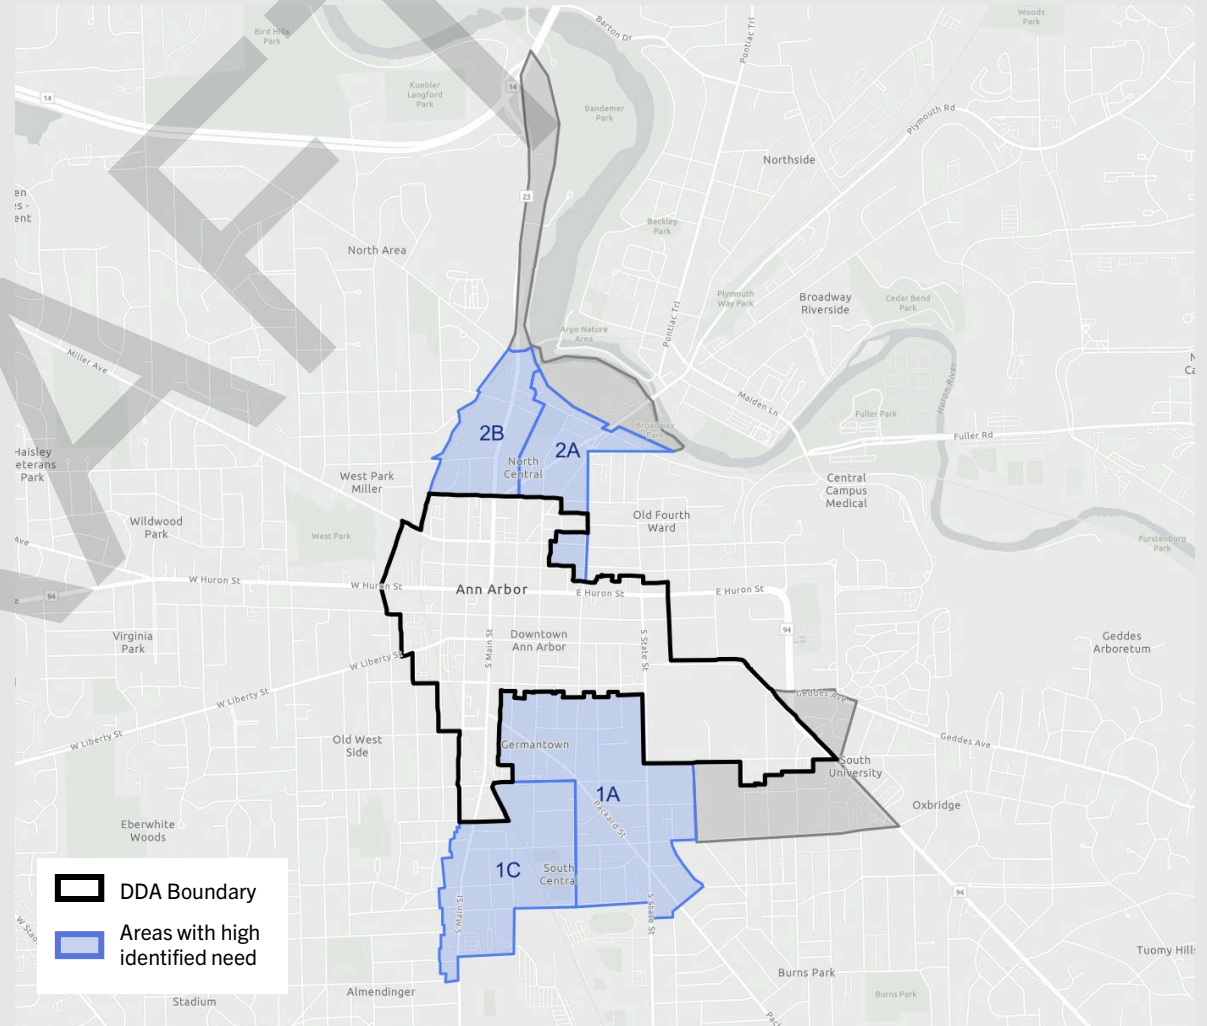 Woods
Park
Bird Hills
Park
Barton Dr
Pontiac Trl
14
Kuebler
Langford
Park
14
Bandemer
Park
Plymouth Rd
Northside
23
Beckley
Park
North Area
Plymouth
Way Park
Broadway
Riverside
Cedar Bend
Park
Argo Nature
Area
Pontiac Trl
Miller Ave
Huron River
Maiden Ln
Fuller Park
Broadway
Park
Fuller Rd
2B
2A
North
Central
Haisley
Veterans
Park
West Park
Miller
Central
Campus
Medical
Old Fourth
Ward
Wildwood
Park
West Park
Furstenburg
Park
Ave
W Huron St
W Huron St
Ann Arbor
E Huron St
E Huron St
94
94
Virginia
Park
S Main St
Downtown
Ann Arbor
S State St
Geddes
Arboretum
W Liberty St
W Liberty St
W Liberty St
Geddes Ave
Geddes Ave
Old West
Side
Germantown
South
University
1A
Packard St
Oxbridge
Eberwhite
Woods
1C
South
Central
94
S Main St
S State St
DDA Boundary
Areas with high
identified need
W Sta
Tuomy Hills
Burns Park
Burns Park
Almendinger
Stadium
Pac